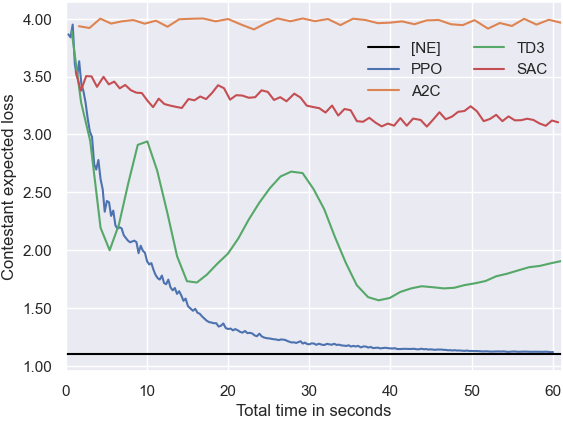 4.00
3.50
3.00
2.50
2.00
1.50
1.00
Contestant expected loss
[NE]
PPO
A2C
TD3
SAC
0 10 20 30 40 50 60
Total time in seconds